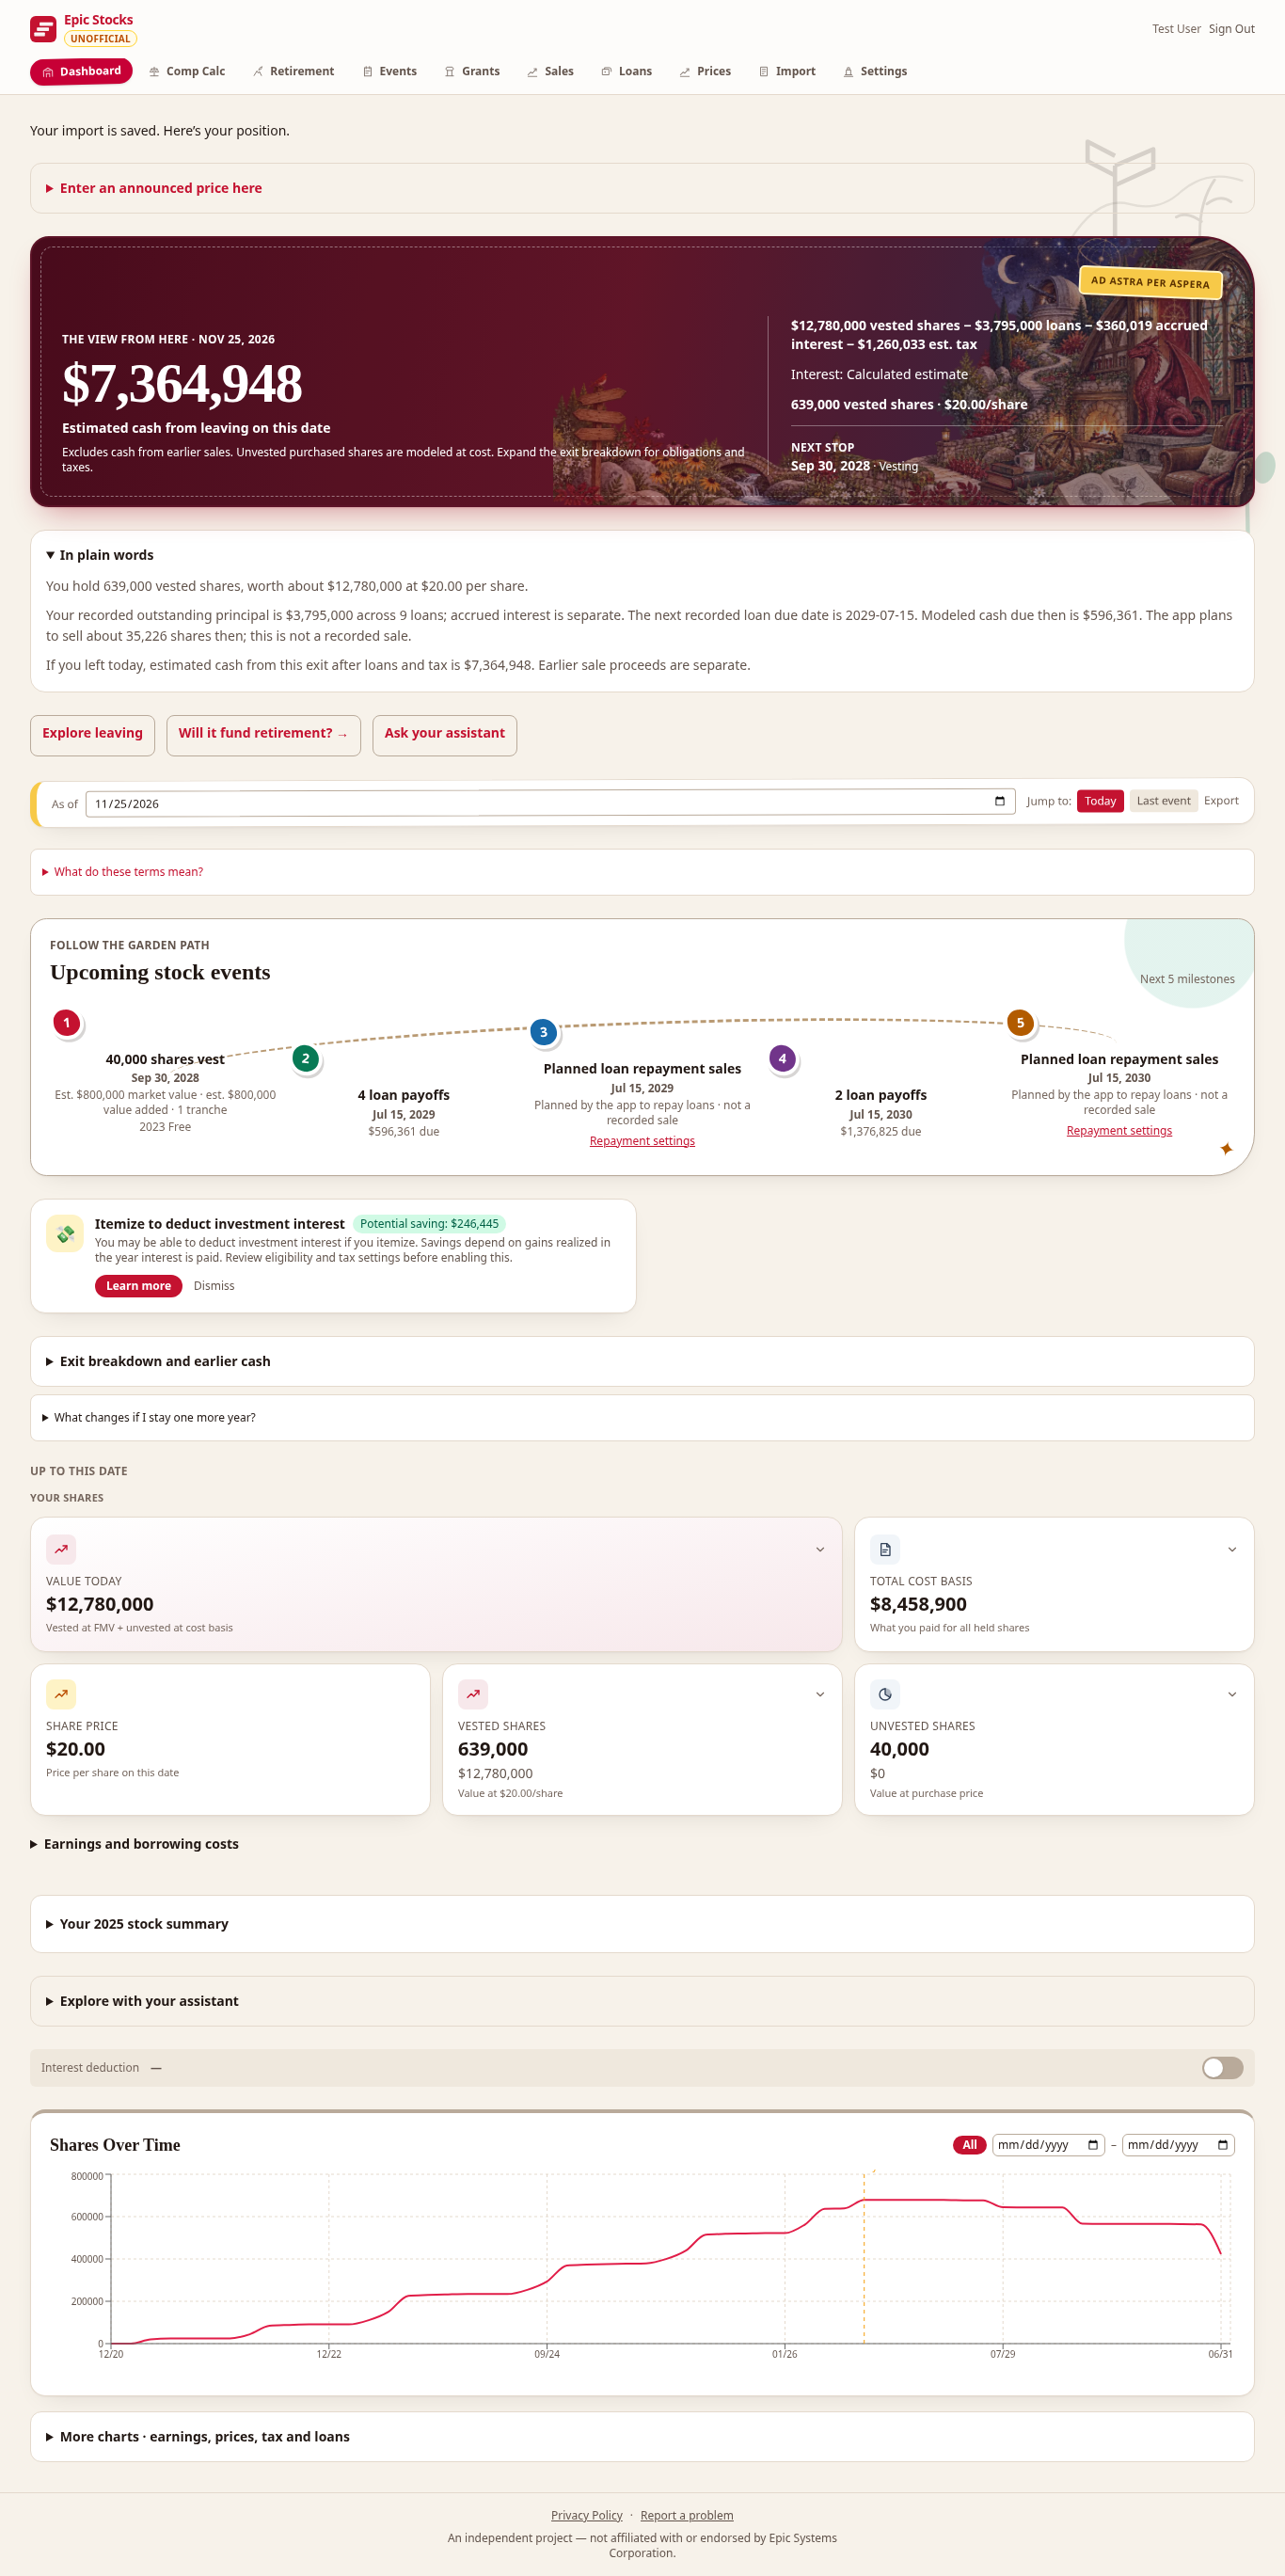 Epic Stocks
UNOFFICIAL
Test User Sign Out
Dashboard Comp Calc Retirement Events Grants Sales Loans Prices Import Settings
Your import is saved. Here's your position.
▶ Enter an announced price here
AD ASTRA PER ASPERA
THE VIEW FROM HERE · NOV 25, 2026
$7,364,948
Estimated cash from leaving on this date
Excludes cash from earlier sales. Unvested purchased shares are modeled at cost. Expand the exit breakdown for obligations and
taxes.
$12,780,000 vested shares − $3,795,000 loans − $360,019 accrued
interest − $1,260,033 est. tax
Interest: Calculated estimate
639,000 vested shares · $20.00/share
NEXT STOP
Sep 30, 2028 · Vesting
▼ In plain words
You hold 639,000 vested shares, worth about $12,780,000 at $20.00 per share.
Your recorded outstanding principal is $3,795,000 across 9 loans; accrued interest is separate. The next recorded loan due date is 2029-07-15. Modeled cash due then is $596,361. The app plans
to sell about 35,226 shares then; this is not a recorded sale.
If you left today, estimated cash from this exit after loans and tax is $7,364,948. Earlier sale proceeds are separate.
Explore leaving
Will it fund retirement? →
Ask your assistant
As of 11/25/2026 Jump to: Today Last event Export
▶ What do these terms mean?
FOLLOW THE GARDEN PATH
Upcoming stock events
Next 5 milestones
1
40,000 shares vest
Sep 30, 2028
Est. $800,000 market value · est. $800,000
value added · 1 tranche
2023 Free
2
4 loan payoffs
Jul 15, 2029
$596,361 due
3
Planned loan repayment sales
Jul 15, 2029
Planned by the app to repay loans · not a
recorded sale
Repayment settings
4
2 loan payoffs
Jul 15, 2030
$1,376,825 due
5
Planned loan repayment sales
Jul 15, 2030
Planned by the app to repay loans · not a
recorded sale
Repayment settings
Itemize to deduct investment interest Potential saving: $246,445
You may be able to deduct investment interest if you itemize. Savings depend on gains realized in
the year interest is paid. Review eligibility and tax settings before enabling this.
Learn more Dismiss
▶ Exit breakdown and earlier cash
▶ What changes if I stay one more year?
UP TO THIS DATE
YOUR SHARES
VALUE TODAY
$12,780,000
Vested at FMV + unvested at cost basis
TOTAL COST BASIS
$8,458,900
What you paid for all held shares
SHARE PRICE
$20.00
Price per share on this date
VESTED SHARES
639,000
$12,780,000
Value at $20.00/share
UNVESTED SHARES
40,000
$0
Value at purchase price
▶ Earnings and borrowing costs
▶ Your 2025 stock summary
▶ Explore with your assistant
Interest deduction —
Shares Over Time
All mm/dd/yyyy – mm/dd/yyyy
800000
600000
400000
200000
0
12/20 12/22 09/24 01/26 07/29 06/31
▶ More charts · earnings, prices, tax and loans
Privacy Policy · Report a problem
An independent project — not affiliated with or endorsed by Epic Systems
Corporation.